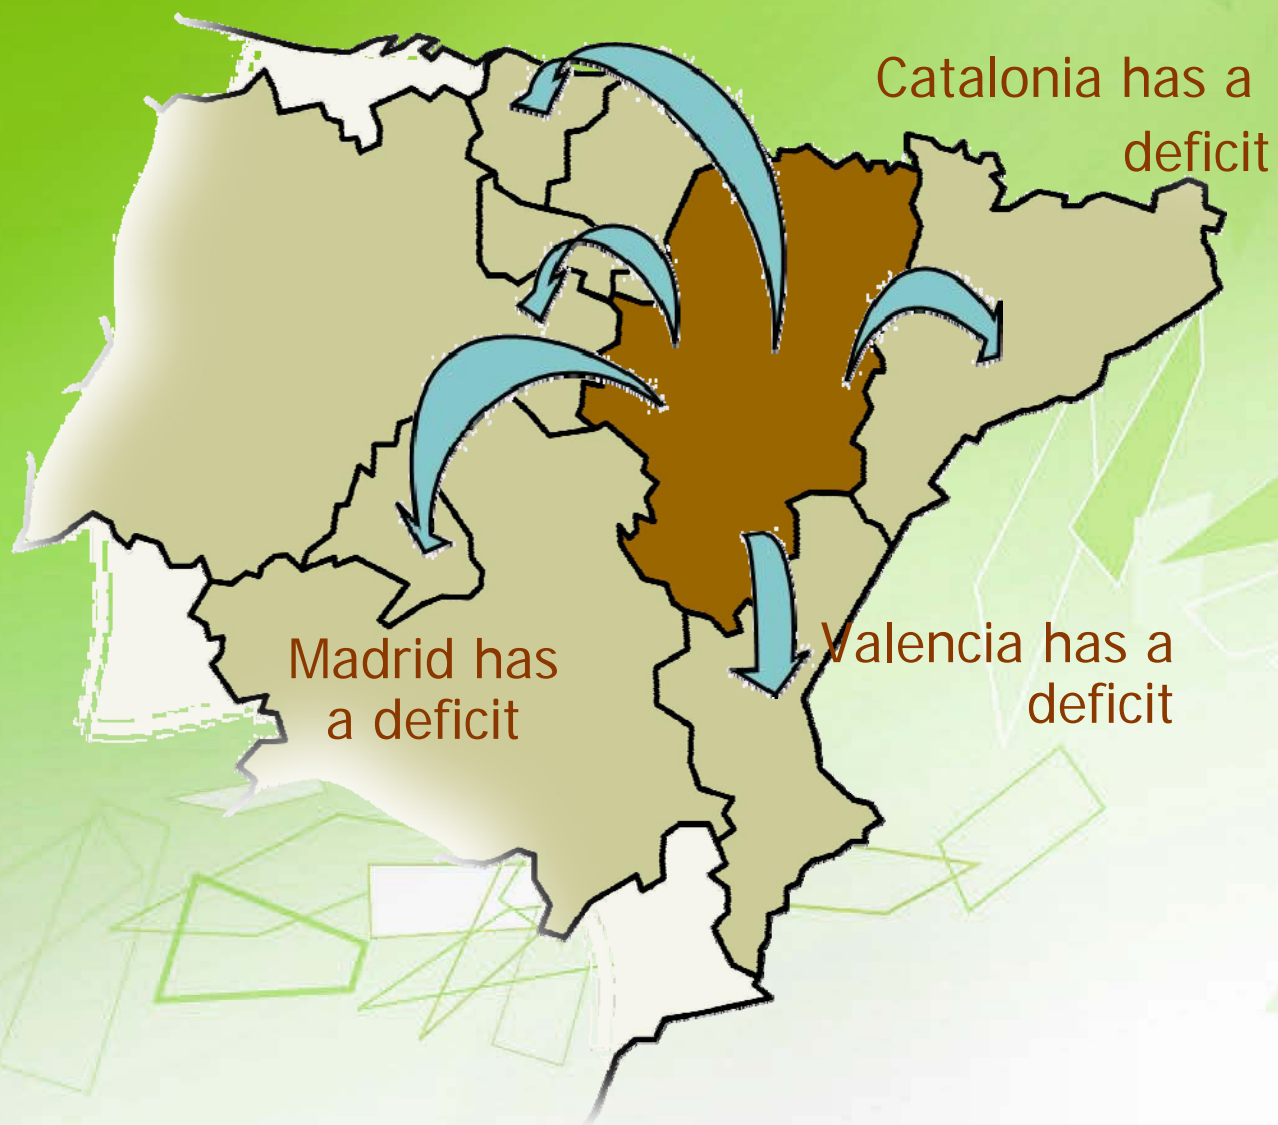 Catalonia has a
deficit
Madrid has
a deficit
Valencia has a
deficit